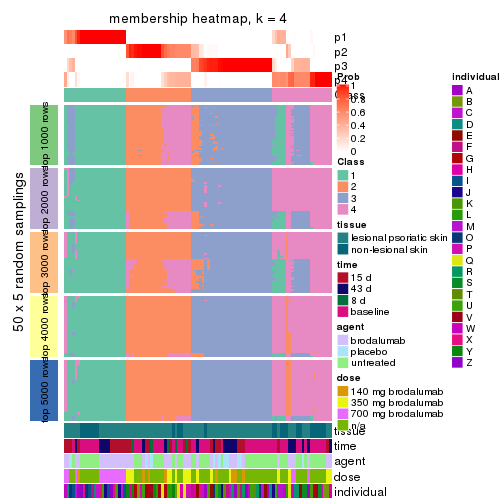 membership heatmap, k = 4
p1
p2
p3
p4
Class
50 x 5 random samplings
top 1000 rows
top 2000 rows
top 3000 rows
top 4000 rows
top 5000 rows
tissue
time
agent
dose
individual
Prob
1
0.8
0.6
0.4
0.2
0
Class
1
2
3
4
tissue
lesional psoriatic skin
non-lesional skin
time
15 d
43 d
8 d
baseline
agent
brodalumab
placebo
untreated
dose
140 mg brodalumab
350 mg brodalumab
700 mg brodalumab
n/a
individual
A
B
C
D
E
F
G
H
I
J
K
L
M
O
P
Q
R
S
T
U
V
W
X
Y
Z